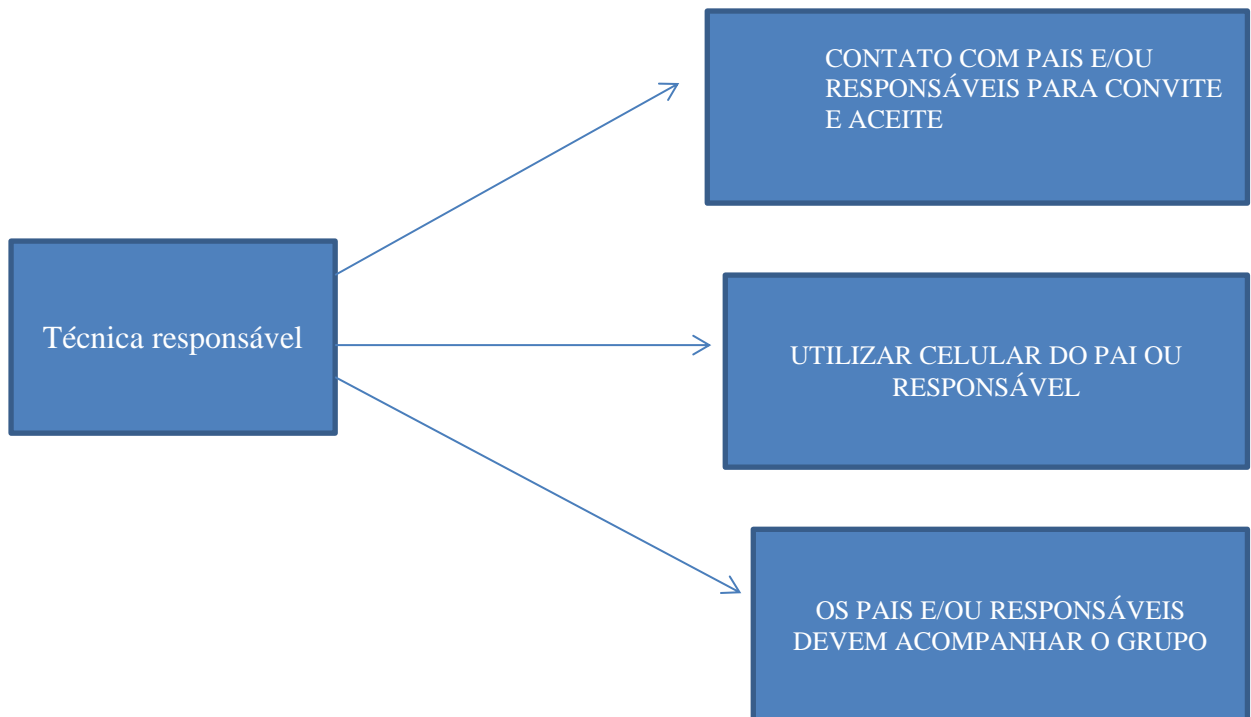 CONTATO COM PAIS E/OU
RESPONSÁVEIS PARA CONVITE
E ACEITE
Técnica responsável
UTILIZAR CELULAR DO PAI OU
RESPONSÁVEL
OS PAIS E/OU RESPONSÁVEIS
DEVEM ACOMPANHAR O GRUPO